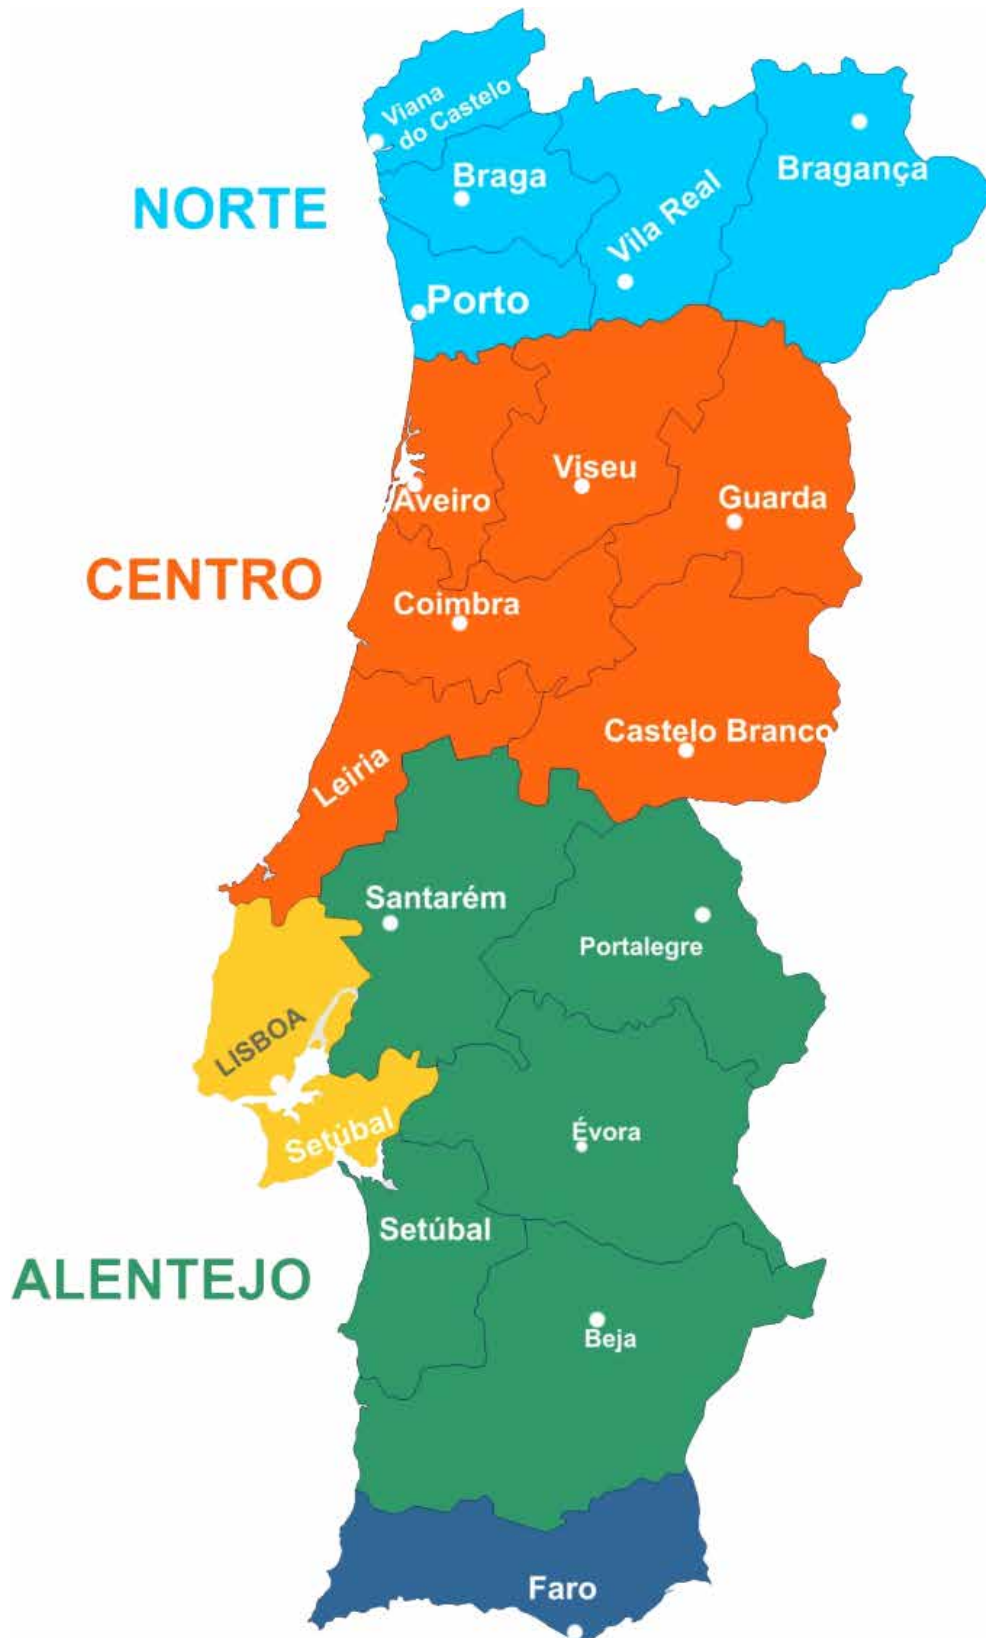 Viana
do Castelo
Braga
Bragança
NORTE
Vila Real
Porto
Viseu
Aveiro
Guarda
CENTRO
Coimbra
Castelo Branco
Leiria
Santarém
Portalegre
LISBOA
Setúbal
Évora
Setúbal
ALENTEJO
Beja
Faro